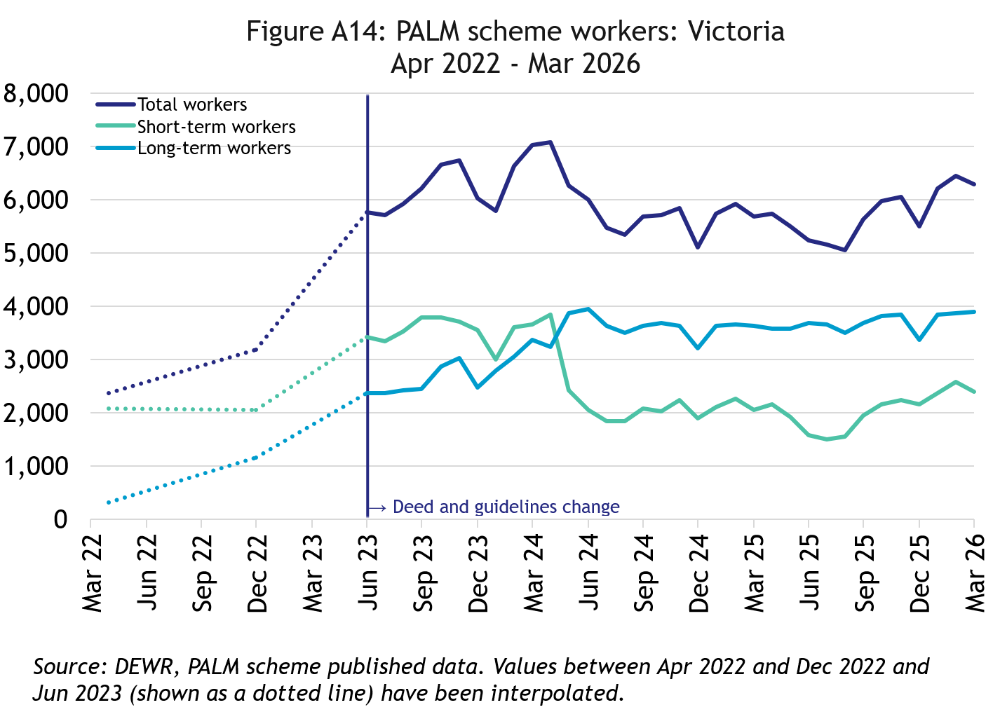 Figure A14: PALM scheme workers: Victoria
Apr 2022 - Mar 2026
8,000
7,000
6,000
5,000
4,000
3,000
2,000
1,000
0
Total workers
Short-term workers
Long-term workers
→ Deed and guidelines change
Mar 22
Jun 22
Sep 22
Dec 22
Mar 23
Jun 23
Sep 23
Dec 23
Mar 24
Jun 24
Sep 24
Dec 24
Mar 25
Jun 25
Sep 25
Dec 25
Mar 26
Source: DEWR, PALM scheme published data. Values between Apr 2022 and Dec 2022 and
Jun 2023 (shown as a dotted line) have been interpolated.